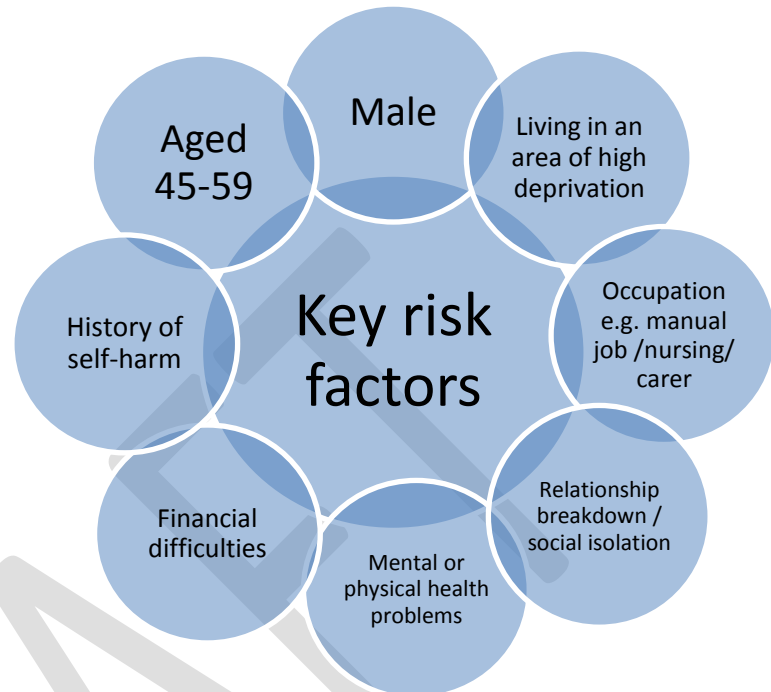 Key risk
factors
Male
Living in an
area of high
deprivation
Occupation
e.g. manual
job /nursing/
carer
Relationship
breakdown /
social isolation
Mental or
physical health
problems
Financial
difficulties
History of
self-harm
Aged
45-59